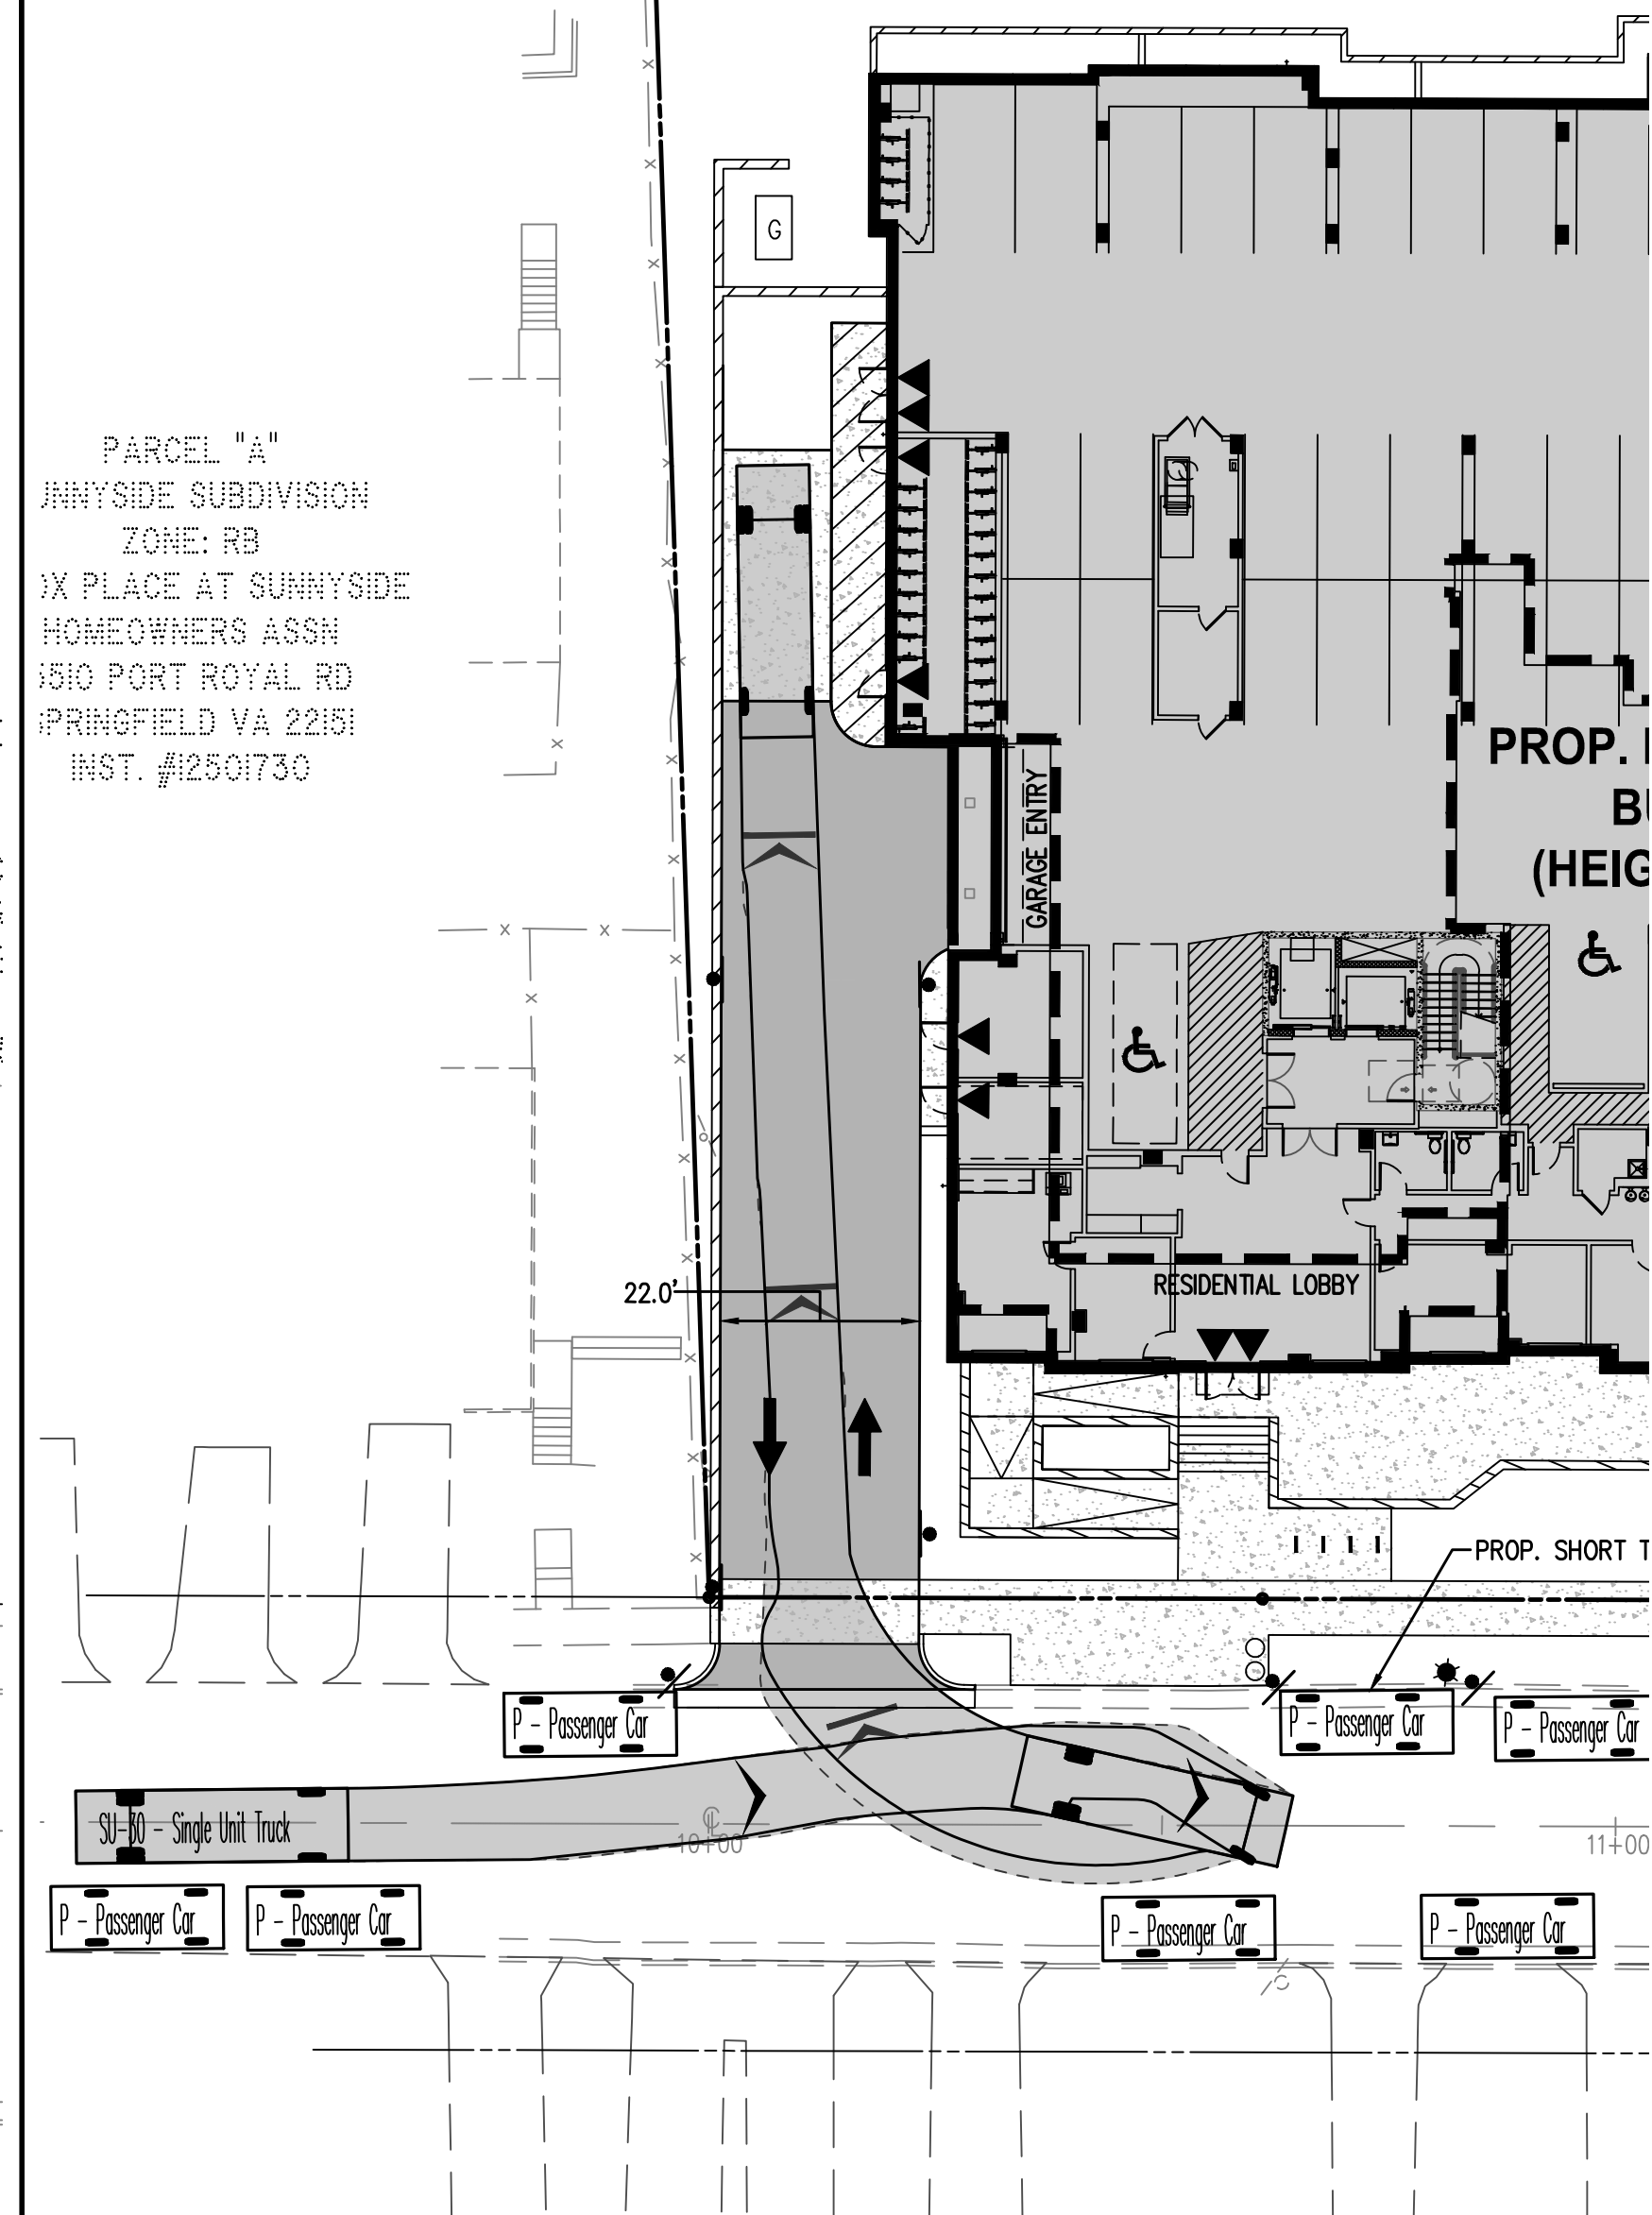 G
PARCEL "A"
JNNYSIDE SUBDIVISION
ZONE: RB
X PLACE AT SUNNYSIDE
HOMEOWNERS ASSN
510 PORT ROYAL RD
SPRINGFIELD VA 22151
INST. #12501730
GARAGE ENTRY
PROP.
(HEIG
RESIDENTIAL LOBBY
22.0'
PROP. SHORT T
P - Passenger Car
P - Passenger Car
P - Passenger Car
SU-30 - Single Unit Truck
℄
10+00
11+00
P - Passenger Car
P - Passenger Car
P - Passenger Car
P - Passenger Car